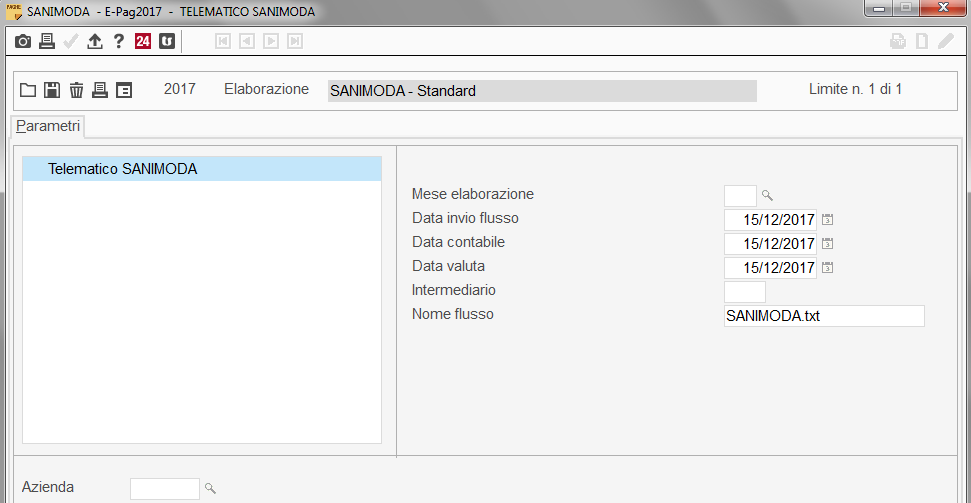 PAGHE SANIMODA - E-Pag2017 - TELEMATICO SANIMODA
? 24
2017 Elaborazione SANIMODA - Standard Limite n. 1 di 1
Parametri
Telematico SANIMODA
Mese elaborazione
Data invio flusso 15/12/2017
Data contabile 15/12/2017
Data valuta 15/12/2017
Intermediario
Nome flusso SANIMODA.txt
Azienda